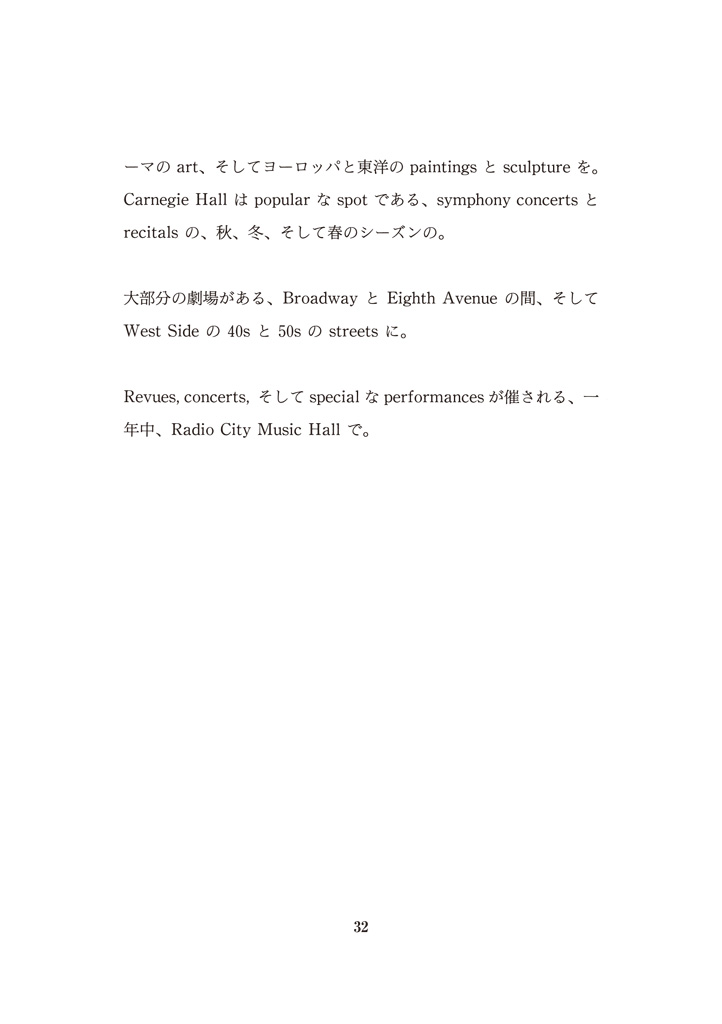 ーマの art、そしてヨーロッパと東洋の paintings と sculpture を。
Carnegie Hall は popular な spot である、symphony concerts と
recitals の、秋、冬、そして春のシーズンの。
大部分の劇場がある、Broadway と Eighth Avenue の間、そして
West Side の 40s と 50s の streets に。
Revues, concerts, そして special な performances が催される、一
年中、Radio City Music Hall で。
32